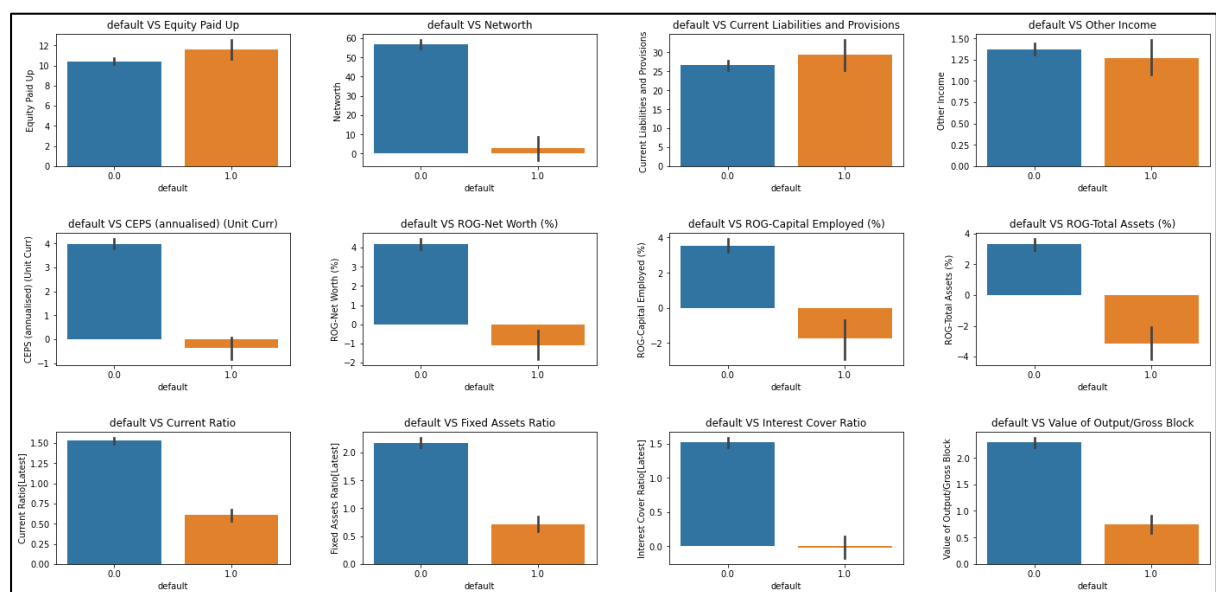 default VS Equity Paid Up
12
10
8
6
4
2
0
Equity Paid Up
0.0
1.0
default
default VS Networth
60
50
40
30
20
10
0
Networth
0.0
1.0
default
default VS Current Liabilities and Provisions
30
25
20
15
10
5
0
Current Liabilities and Provisions
0.0
1.0
default
default VS Other Income
1.50
1.25
1.00
0.75
0.50
0.25
0.00
Other Income
0.0
1.0
default
default VS CEPS (annualised) (Unit Curr)
4
3
2
1
0
−1
CEPS (annualised) (Unit Curr)
0.0
1.0
default
default VS ROG-Net Worth (%)
4
3
2
1
0
−1
−2
ROG-Net Worth (%)
0.0
1.0
default
default VS ROG-Capital Employed (%)
4
2
0
−2
ROG-Capital Employed (%)
0.0
1.0
default
default VS ROG-Total Assets (%)
4
2
0
−2
−4
ROG-Total Assets (%)
0.0
1.0
default
default VS Current Ratio
1.50
1.25
1.00
0.75
0.50
0.25
0.00
Current Ratio[Latest]
0.0
1.0
default
default VS Fixed Assets Ratio
2.0
1.5
1.0
0.5
0.0
Fixed Assets Ratio[Latest]
0.0
1.0
default
default VS Interest Cover Ratio
1.5
1.0
0.5
0.0
Interest Cover Ratio[Latest]
0.0
1.0
default
default VS Value of Output/Gross Block
2.0
1.5
1.0
0.5
0.0
Value of Output/Gross Block
0.0
1.0
default